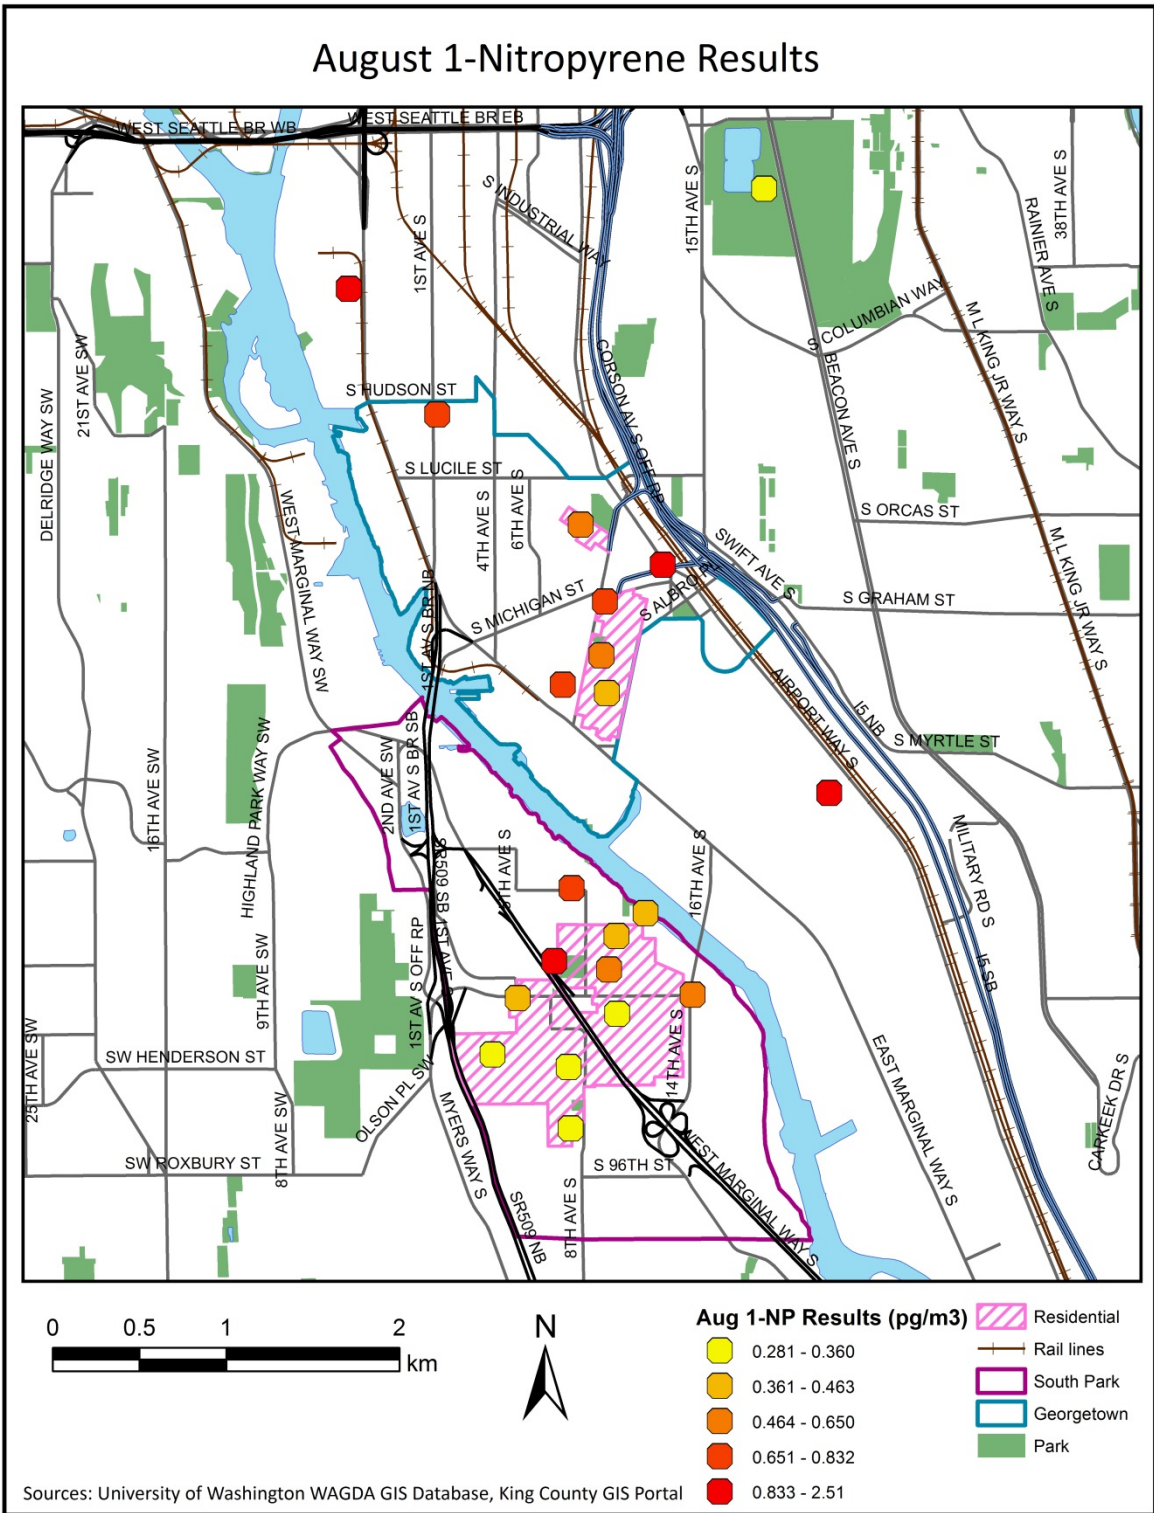 August 1-Nitropyrene Results
WEST SEATTLE BR WB
WEST SEATTLE BR EB
S INDUSTRIAL WAY
1ST AVE S
15TH AVE S
38TH AVE S
RAINIER AVE S
S COLUMBIAN WAY
M L KING JR WAY S
CORSON AV S OFF RP
S BEACON AVE S
21ST AVE SW
DELRIDGE WAY SW
S HUDSON ST
S LUCILE ST
4TH AVE S
6TH AVE S
S ORCAS ST
SWIFT AVE S
WEST MARGINAL WAY SW
S MICHIGAN ST
S ALBRO PL
S GRAHAM ST
M L KING JR WAY S
1ST AV S BR NB
AIRPORT WAY S
I5 NB
S MYRTLE ST
HIGHLAND PARK WAY SW
16TH AVE SW
2ND AVE SW
1ST AV S BR SB
SR509 SB
1ST AVE S
16TH AVE S
MILITARY RD S
1ST AV S OFF RP
9TH AVE SW
I5 SB
14TH AVE S
SW HENDERSON ST
25TH AVE SW
OLSON PL SW
EAST MARGINAL WAY S
CARKEEK DR S
8TH AVE SW
MYERS WAY S
SW ROXBURY ST
S 96TH ST
WEST MARGINAL WAY S
SR509 NB
8TH AVE S
0 0.5 1 2
km
N
Aug 1-NP Results (pg/m3)
0.281 - 0.360
0.361 - 0.463
0.464 - 0.650
0.651 - 0.832
0.833 - 2.51
Residential
Rail lines
South Park
Georgetown
Park
Sources: University of Washington WAGDA GIS Database, King County GIS Portal